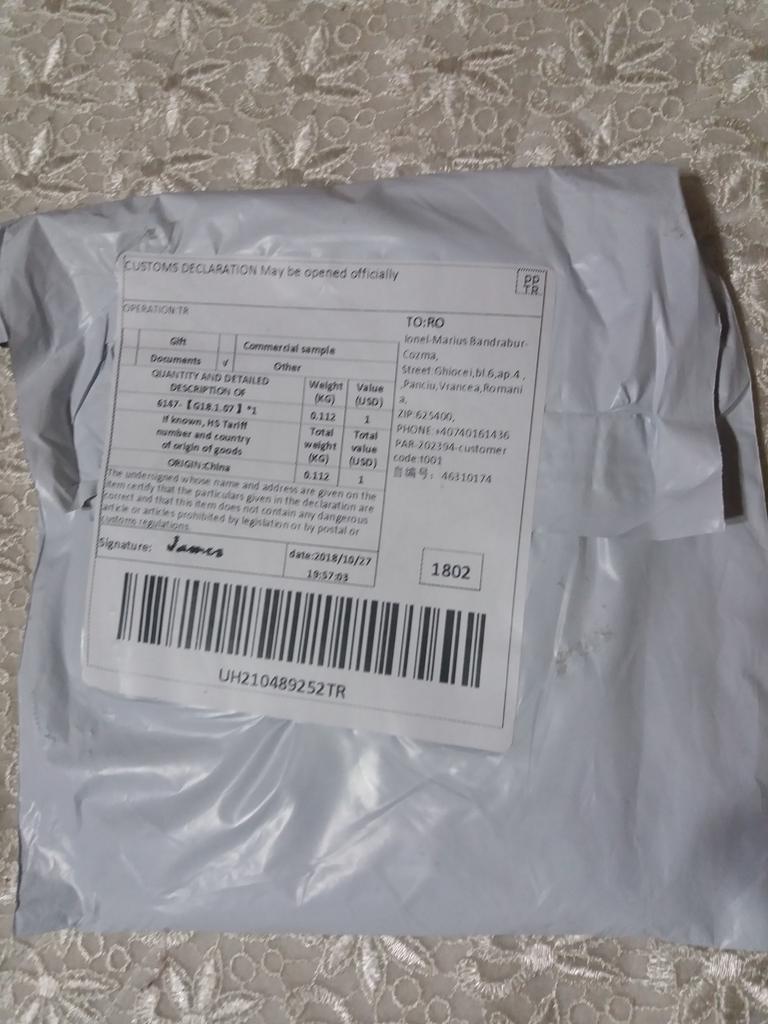 CUSTOMS DECLARATION May be opened officially
PP
TR
OPERATION:TR
Gift
Commercial sample
Documents √
Other
QUANTITY AND DETAILED
DESCRIPTION OF
Weight
(KG)
Value
(USD)
6147-【G18.1.07】*1
0.112
1
If known, HS Tariff
number and country
of origin of goods
Total
weight
(KG)
Total
value
(USD)
ORIGIN:China
0.112
1
The undersigned whose name and address are given on the
item certify that the particulars given in the declaration are
correct and that this item does not contain any dangerous
article or articles prohibited by legislation or by postal or
customs regulations.
Signature: James
date:2018/10/27
19:57:03
TO:RO
Ionel-Marius Bandrabur-
Cozma,
Street:Ghiocei,bl.6,ap.4,
,Panciu,Vrancea,Romani
a,
ZIP:625400,
PHONE:+40740161436
PAR-202394-customer
code:t001
自编号: 46310174
1802
UH210489252TR